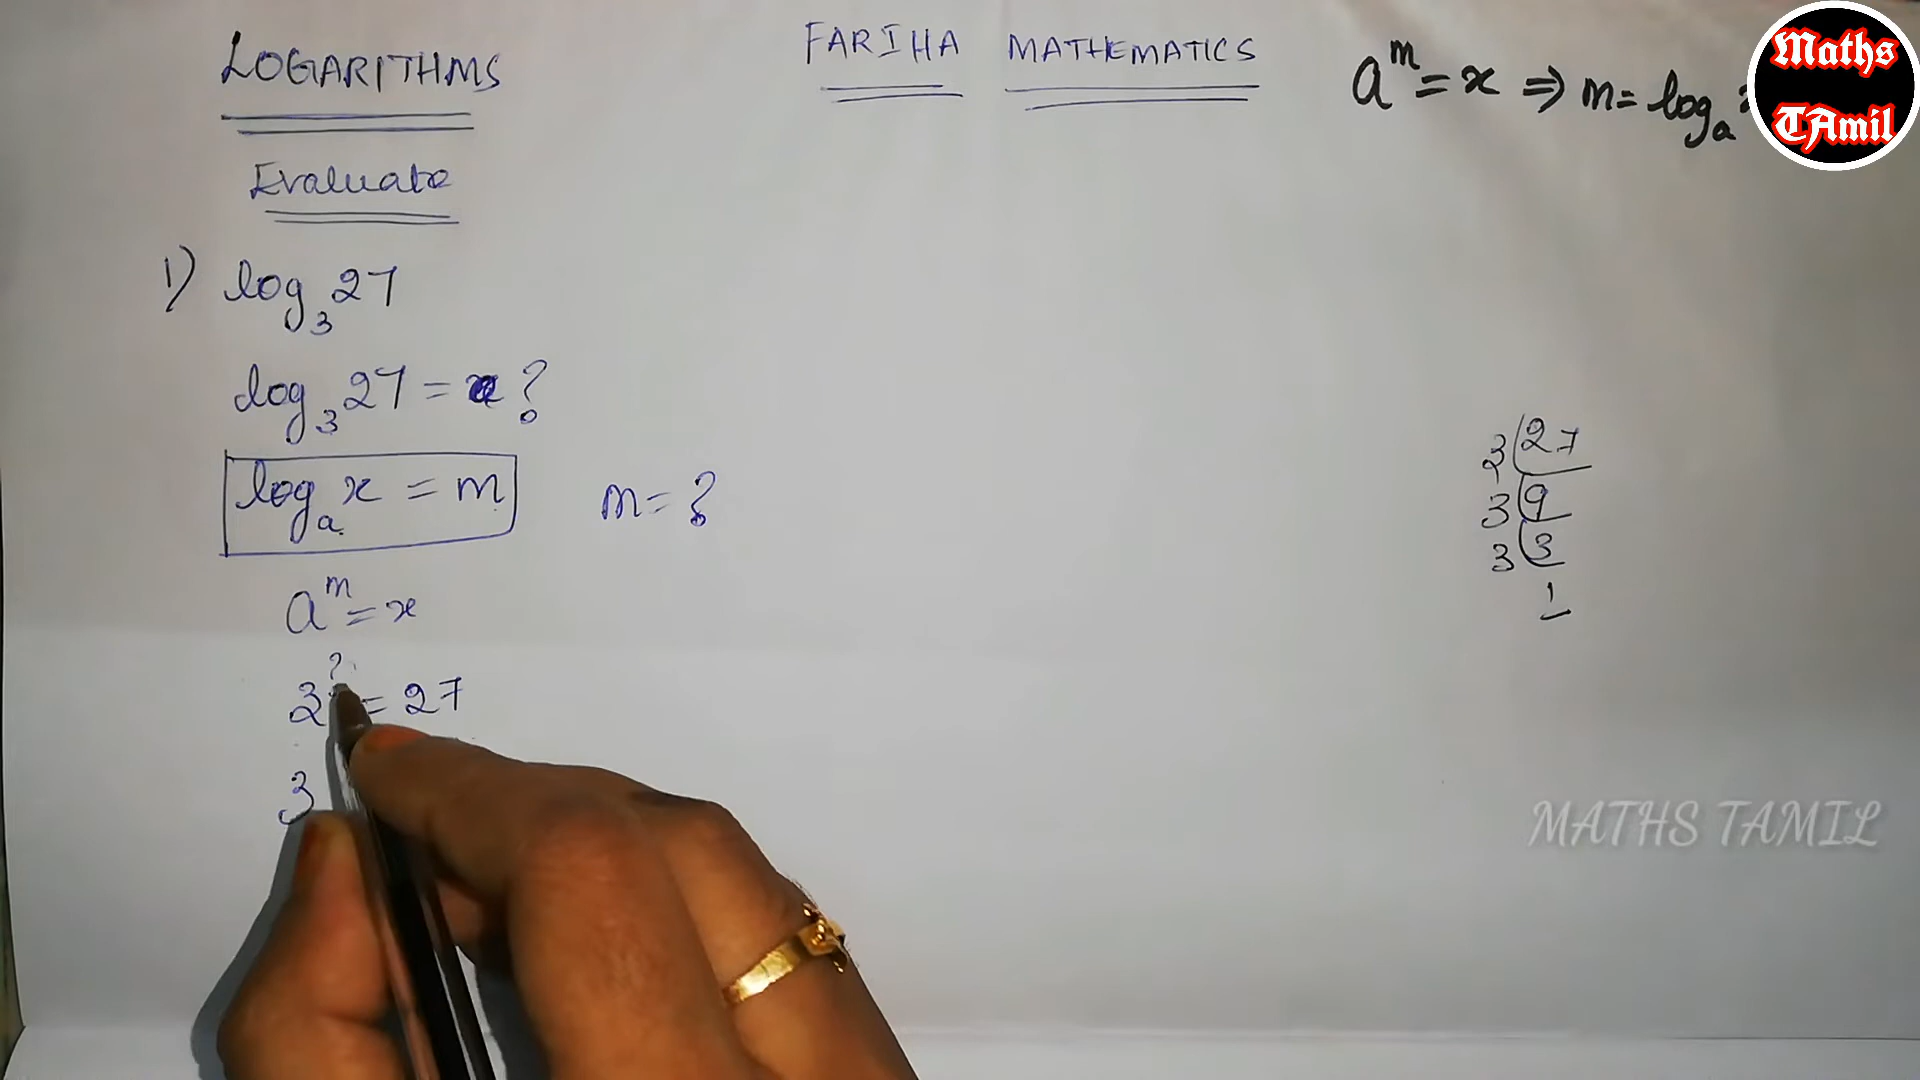 LOGARITHMS
FARIHA MATHEMATICS
a^m = x ⇒ m = log_a
Maths
TAmil
Evaluate
1) log_3 27
log_3 27 = ?
log_a x = m
m = ?
a^m = x
3^? = 27
3
3 | 27
3 | 9
3 | 3
1
MATHS TAMIL